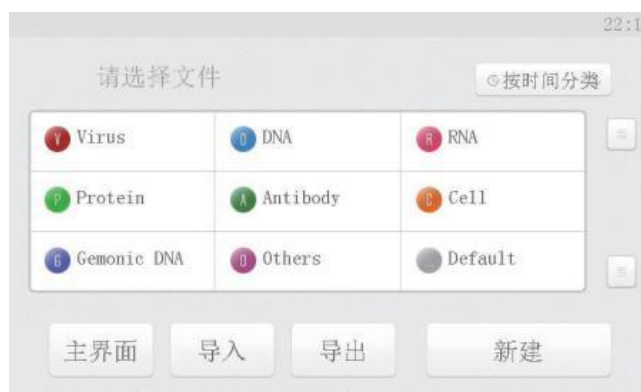 22:1
请选择文件
按时间分类
V Virus
D DNA
R RNA
P Protein
A Antibody
C Cell
G Gemonic DNA
O Others
Default
主界面
导入
导出
新建